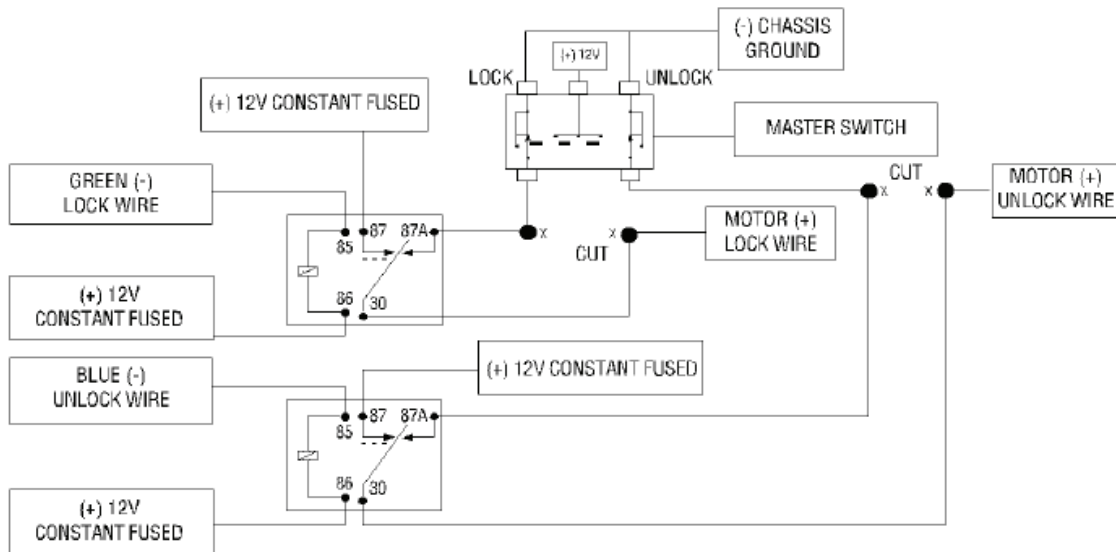 (-) CHASSIS
GROUND
(+) 12V
LOCK
UNLOCK
(+) 12V CONSTANT FUSED
MASTER SWITCH
GREEN (-)
LOCK WIRE
CUT
MOTOR (+)
UNLOCK WIRE
x
x
87
87A
85
x
x
MOTOR (+)
LOCK WIRE
CUT
86
30
(+) 12V
CONSTANT FUSED
BLUE (-)
UNLOCK WIRE
(+) 12V CONSTANT FUSED
87
87A
85
86
30
(+) 12V
CONSTANT FUSED